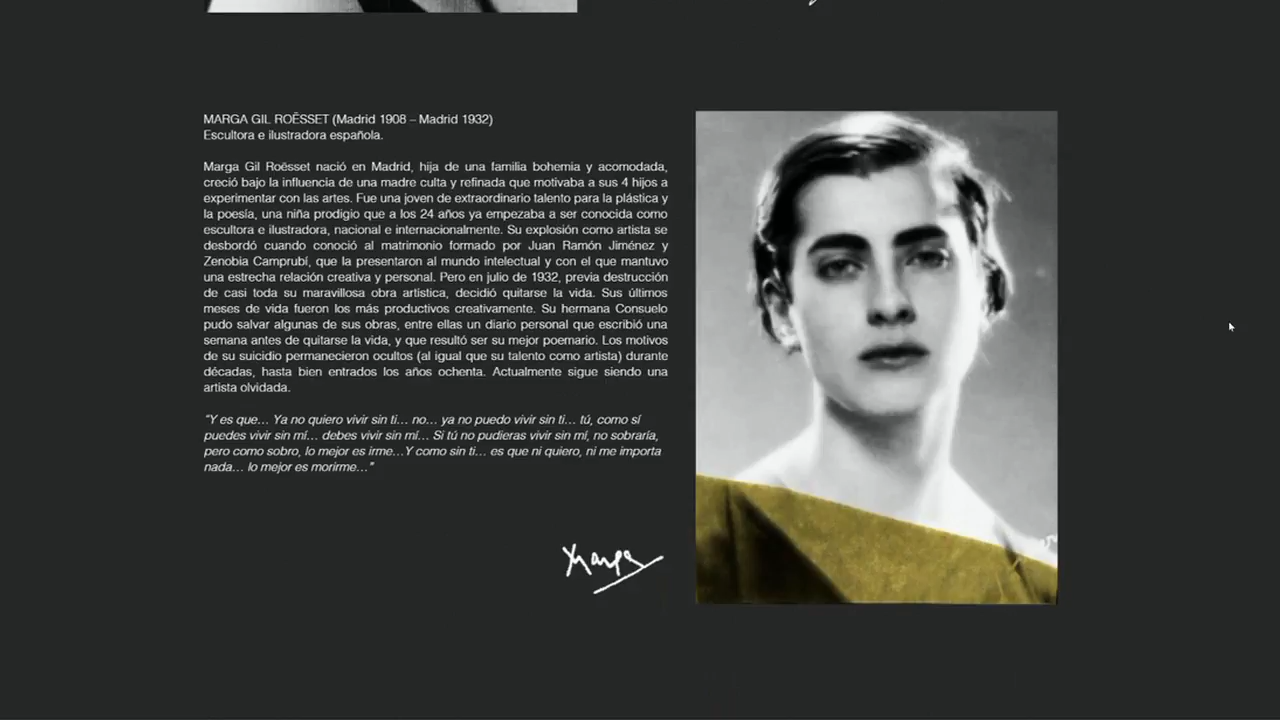 MARGA GIL ROËSSET (Madrid 1908 – Madrid 1932)
Escultora e ilustradora española.
Marga Gil Roësset nació en Madrid, hija de una familia bohemia y acomodada,
creció bajo la influencia de una madre culta y refinada que motivaba a sus 4 hijos a
experimentar con las artes. Fue una joven de extraordinario talento para la plástica y
la poesía, una niña prodigio que a los 24 años ya empezaba a ser conocida como
escultora e ilustradora, nacional e internacionalmente. Su explosión como artista se
desbordó cuando conoció al matrimonio formado por Juan Ramón Jiménez y
Zenobia Camprubí, que la presentaron al mundo intelectual y con el que mantuvo
una estrecha relación creativa y personal. Pero en julio de 1932, previa destrucción
de casi toda su maravillosa obra artística, decidió quitarse la vida. Sus últimos
meses de vida fueron los más productivos creativamente. Su hermana Consuelo
pudo salvar algunas de sus obras, entre ellas un diario personal que escribió una
semana antes de quitarse la vida, y que resultó ser su mejor poemario. Los motivos
de su suicidio permanecieron ocultos (al igual que su talento como artista) durante
décadas, hasta bien entrados los años ochenta. Actualmente sigue siendo una
artista olvidada.
“Y es que… Ya no quiero vivir sin ti… no… ya no puedo vivir sin ti… tú, como sí
puedes vivir sin mí… debes vivir sin mí… Si tú no pudieras vivir sin mí, no sobraría,
pero como sobro, lo mejor es irme…Y como sin ti… es que ni quiero, ni me importa
nada… lo mejor es morirme…”
Marga